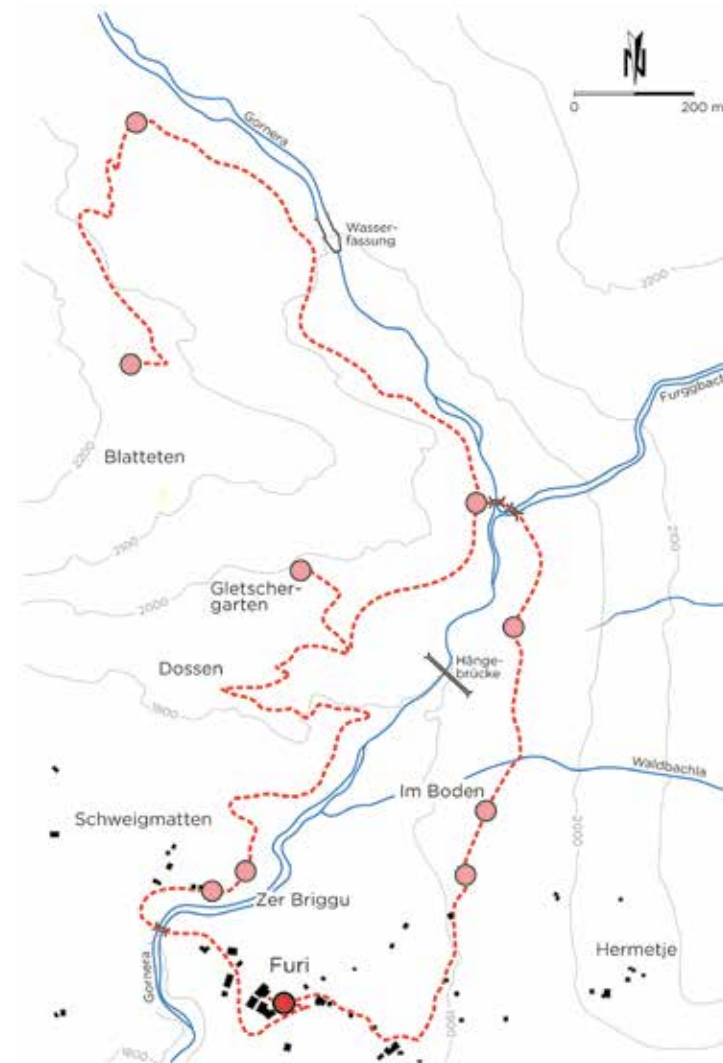 N
0 200 m
Gornera
Wasser-
fassung
2200
Furggbach
Blatteten
2200
2100
2100
Gletscher-
garten
2000
Dossen
Hänge-
brücke
1900
Waldbachla
Im Boden
Schweigmatten
2000
Zer Briggu
Hermetje
Furi
Gornera
1900
1800